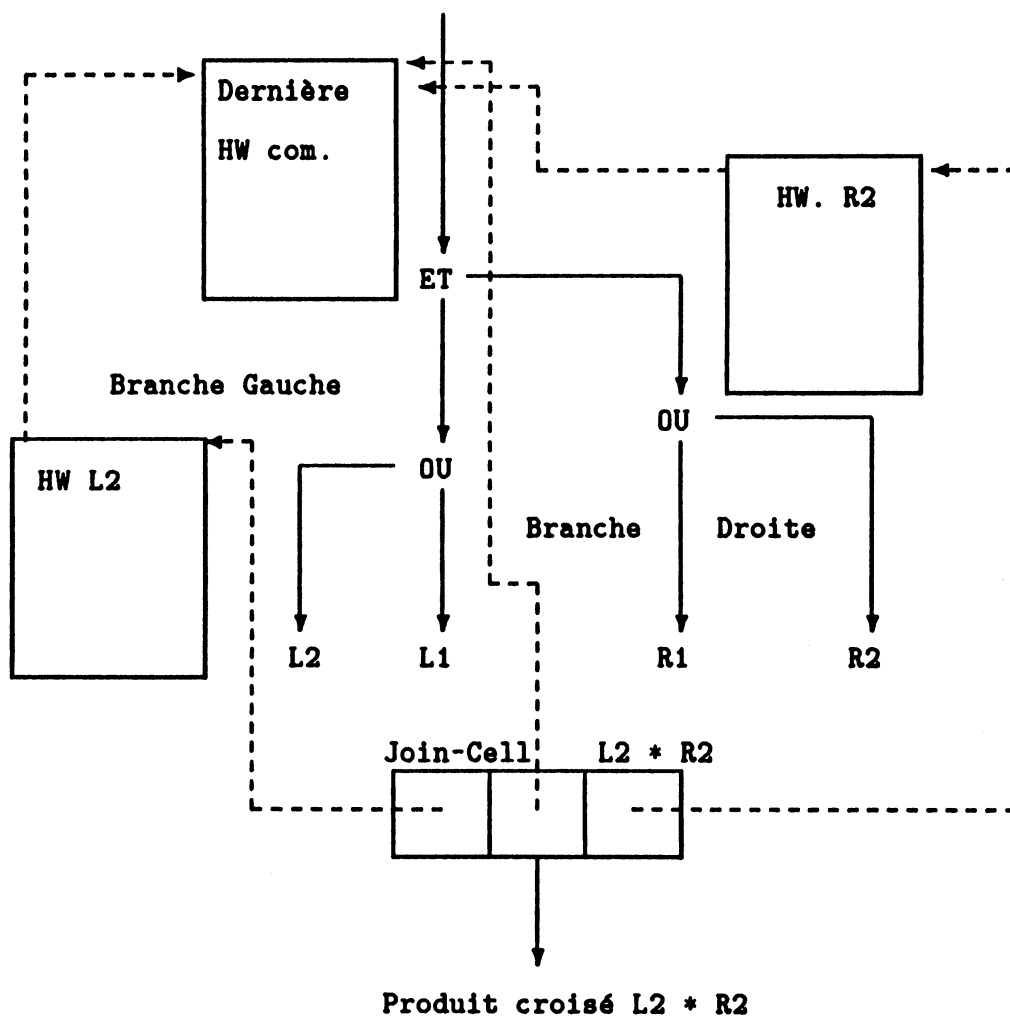 Dernière
HW com.
HW. R2
ET
Branche Gauche
OU
OU
HW L2
Branche Droite
L2 L1 R1 R2
Join-Cell L2 * R2
Produit croisé L2 * R2